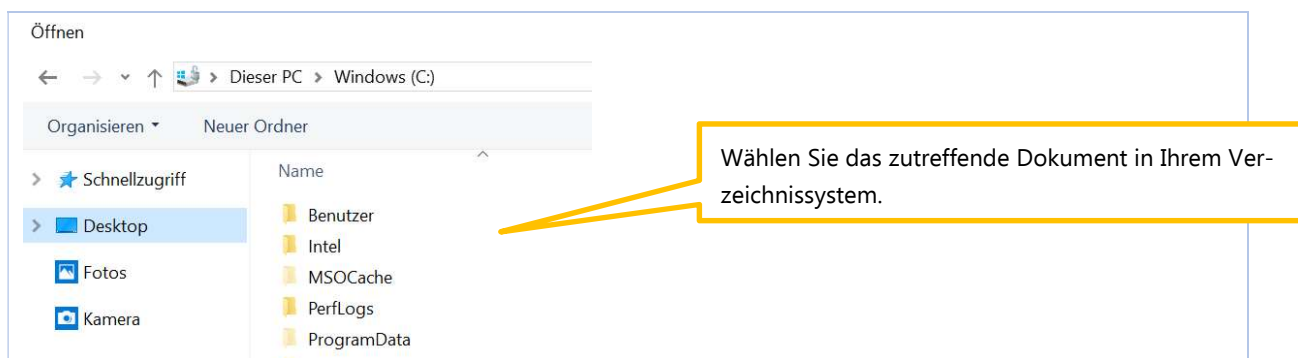 Öffnen
Dieser PC > Windows (C:)
Organisieren Neuer Ordner
Name
Schnellzugriff
Desktop
Fotos
Kamera
Benutzer
Intel
MSOCache
PerfLogs
ProgramData
Wählen Sie das zutreffende Dokument in Ihrem Ver-
zeichnissystem.